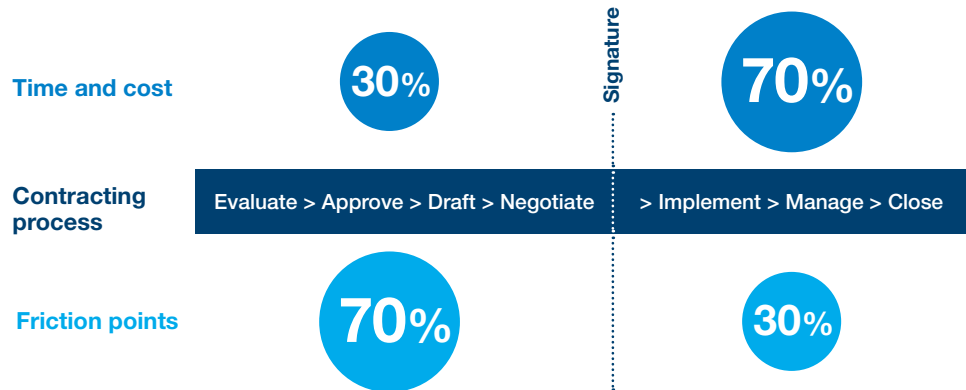 Time and cost
30%
Signature
70%
Contracting
process
Evaluate > Approve > Draft > Negotiate
> Implement > Manage > Close
Friction points
70%
30%